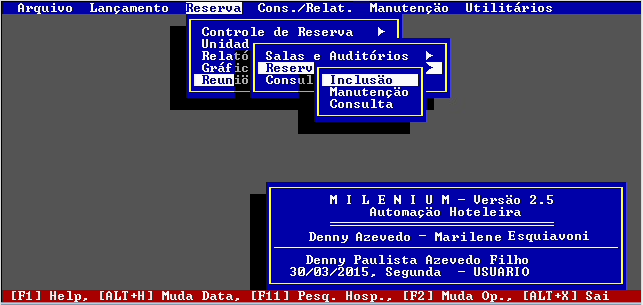 Arquivo Lançamento Reserva Cons./Relat. Manutenção Utilitários
Controle de Reserva
Unidad
Relató
Gráfic
Reuniö
Salas e Auditórios
Reserv
Consul
Inclusão
Manutenção
Consulta
M I L E N I U M - Versão 2.5
Automação Hoteleira
Denny Azevedo - Marilene Esquiavoni
Denny Paulista Azevedo Filho
30/03/2015, Segunda - USUARIO
[F1] Help, [ALT+H] Muda Data, [F11] Pesq. Hosp., [F2] Muda Op., [ALT+X] Sai